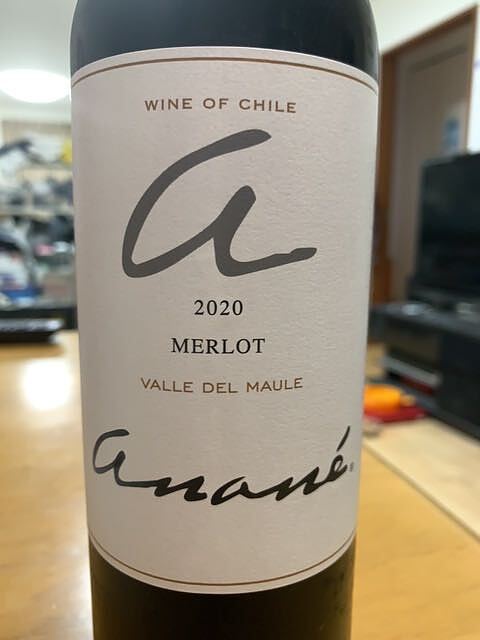 WINE OF CHILE
a
2020
MERLOT
VALLE DEL MAULE
anané®